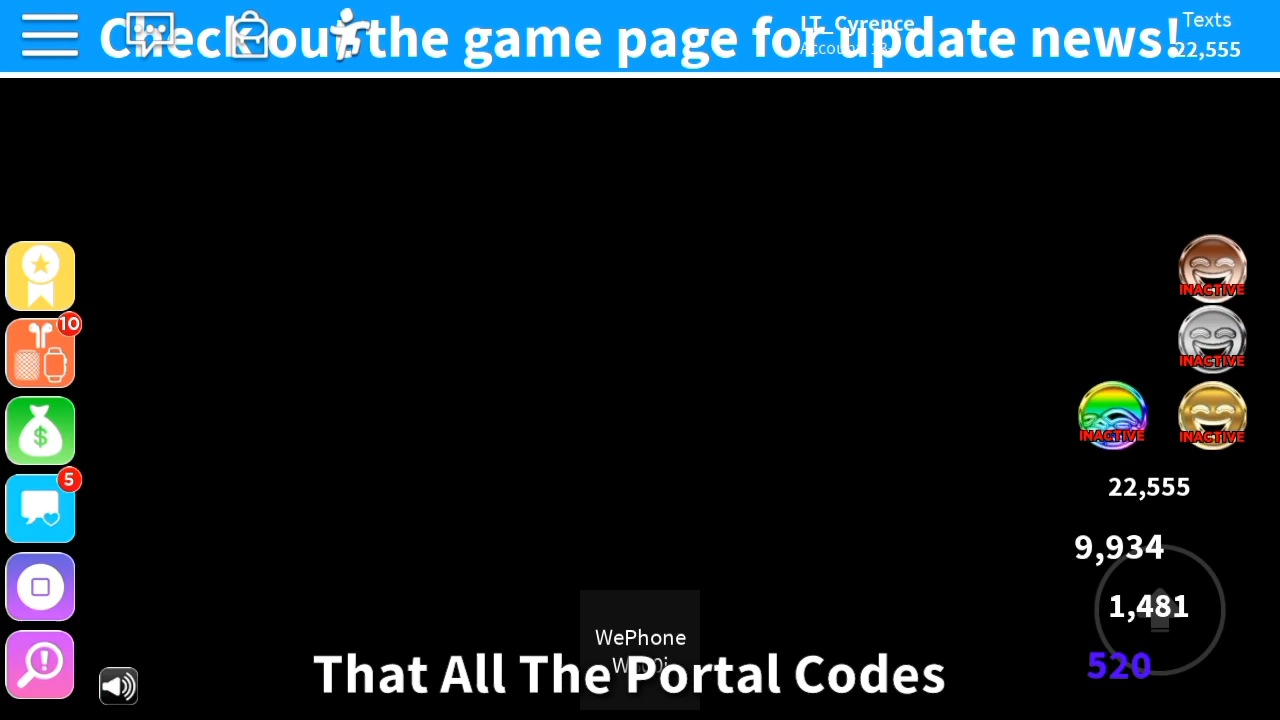 Check out the game page for update news!
LT_Cyrence
Texts
22,555
10
5
INACTIVE
INACTIVE
INACTIVE
INACTIVE
22,555
9,934
1,481
520
WePhone
That All The Portal Codes